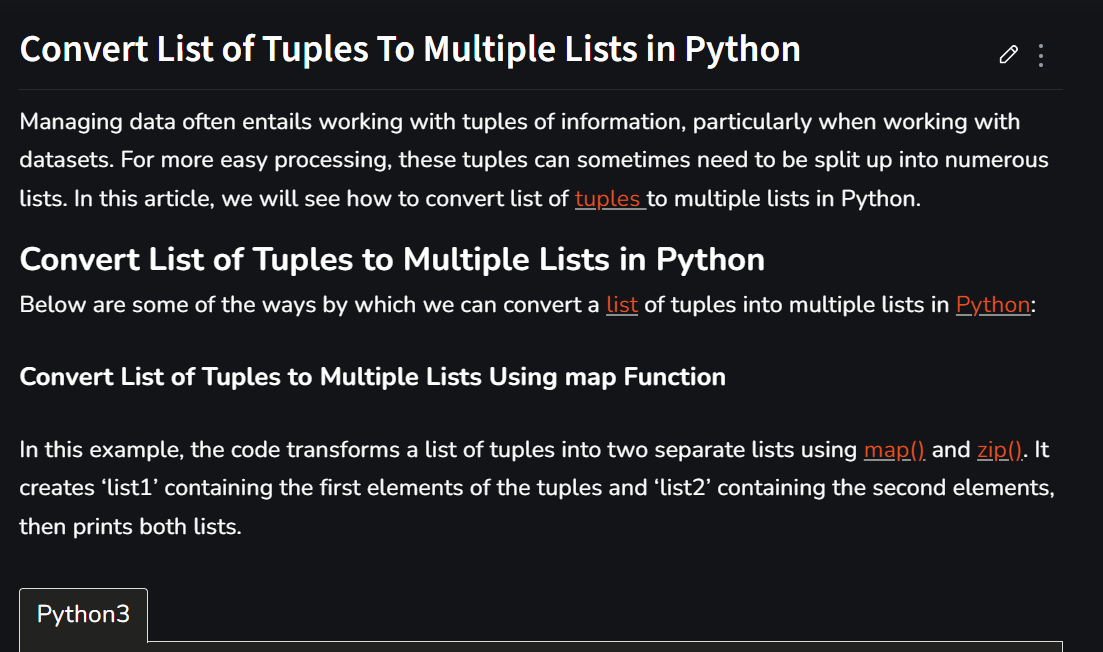 Convert List of Tuples To Multiple Lists in Python
Managing data often entails working with tuples of information, particularly when working with
datasets. For more easy processing, these tuples can sometimes need to be split up into numerous
lists. In this article, we will see how to convert list of tuples to multiple lists in Python.
Convert List of Tuples to Multiple Lists in Python
Below are some of the ways by which we can convert a list of tuples into multiple lists in Python:
Convert List of Tuples to Multiple Lists Using map Function
In this example, the code transforms a list of tuples into two separate lists using map() and zip(). It
creates ‘list1’ containing the first elements of the tuples and ‘list2’ containing the second elements,
then prints both lists.
Python3